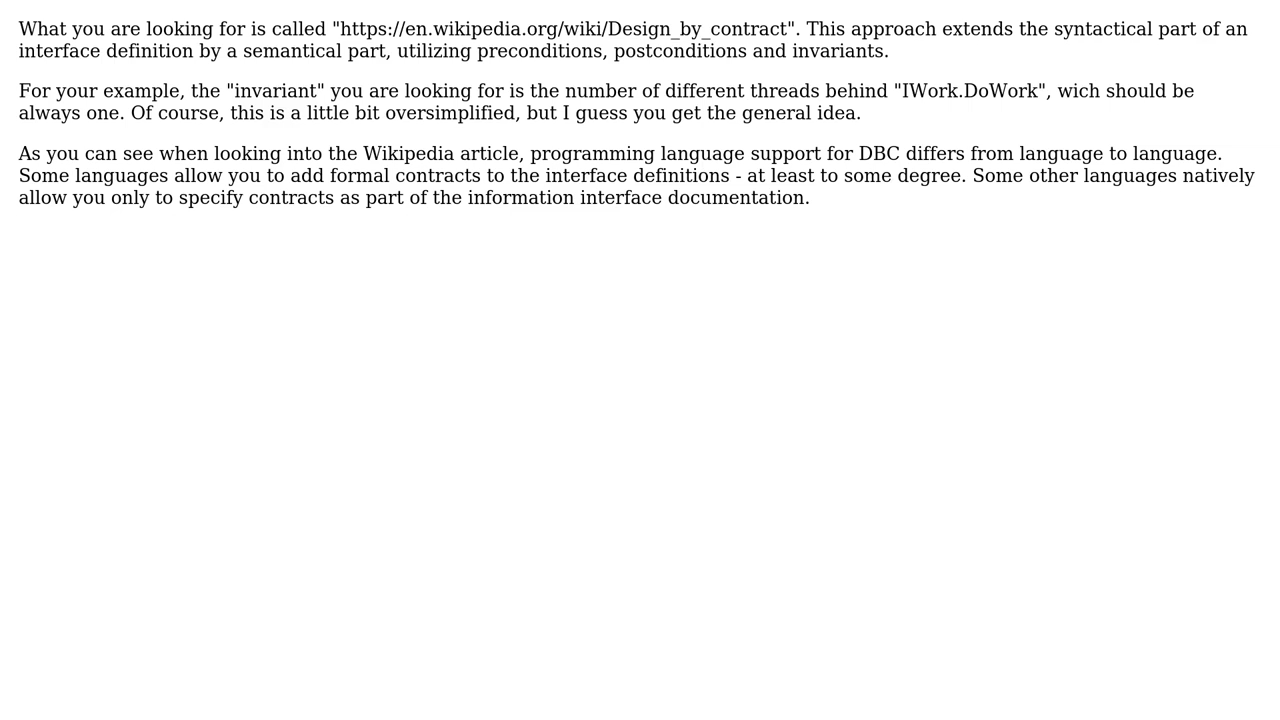 What you are looking for is called "https://en.wikipedia.org/wiki/Design_by_contract". This approach extends the syntactical part of an
interface definition by a semantical part, utilizing preconditions, postconditions and invariants.
For your example, the "invariant" you are looking for is the number of different threads behind "IWork.DoWork", wich should be
always one. Of course, this is a little bit oversimplified, but I guess you get the general idea.
As you can see when looking into the Wikipedia article, programming language support for DBC differs from language to language.
Some languages allow you to add formal contracts to the interface definitions - at least to some degree. Some other languages natively
allow you only to specify contracts as part of the information interface documentation.